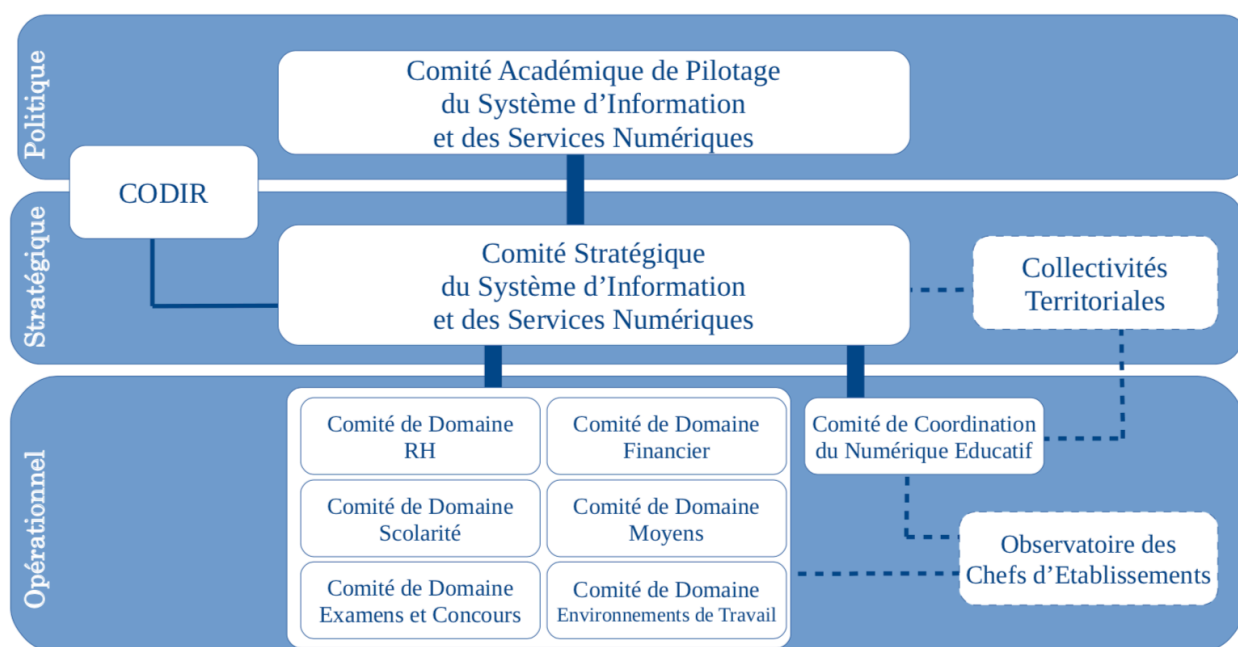 Politique
Comité Académique de Pilotage
du Système d’Information
et des Services Numériques
CODIR
Stratégique
Comité Stratégique
du Système d’Information
et des Services Numériques
Collectivités
Territoriales
Opérationnel
Comité de Domaine
RH
Comité de Domaine
Financier
Comité de Coordination
du Numérique Educatif
Comité de Domaine
Scolarité
Comité de Domaine
Moyens
Observatoire des
Chefs d’Etablissements
Comité de Domaine
Examens et Concours
Comité de Domaine
Environnements de Travail